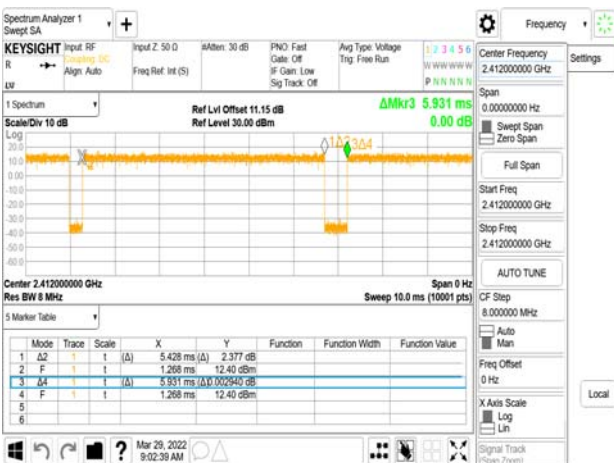 Spectrum Analyzer 1
Swept SA
Frequency
KEYSIGHT
Input: RF
Coupling: DC
Align: Auto
Input Z: 50 Ω
Freq Ref: Int (S)
#Atten: 30 dB
PNO: Fast
Gate: Off
IF Gain: Low
Sig Track: Off
Avg Type: Voltage
Trig: Free Run
1 2 3 4 5 6
W W W W W W
P N N N N N
R
1 Spectrum
Scale/Div 10 dB
Ref Lvl Offset 11.15 dB
Ref Level 30.00 dBm
ΔMkr3 5.931 ms
0.00 dB
Log
20.0
10.0
0.00
-10.0
-20.0
-30.0
-40.0
-50.0
-60.0
1Δ2
3Δ4
Center 2.412000000 GHz
Res BW 8 MHz
Span 0 Hz
Sweep 10.0 ms (10001 pts)
5 Marker Table
Mode Trace Scale X Y Function Function Width Function Value
1 Δ2 1 t (Δ) 5.428 ms (Δ) 2.377 dB
2 F 1 t 1.268 ms 12.40 dBm
3 Δ4 1 t (Δ) 5.931 ms (Δ) 0.002940 dB
4 F 1 t 1.268 ms 12.40 dBm
5
6
Mar 29, 2022
9:02:39 AM
Center Frequency
2.412000000 GHz
Settings
Span
0.00000000 Hz
Swept Span
Zero Span
Full Span
Start Freq
2.412000000 GHz
Stop Freq
2.412000000 GHz
AUTO TUNE
CF Step
8.000000 MHz
Auto
Man
Freq Offset
0 Hz
X Axis Scale
Log
Lin
Local
Signal Track
(Span Zoom)